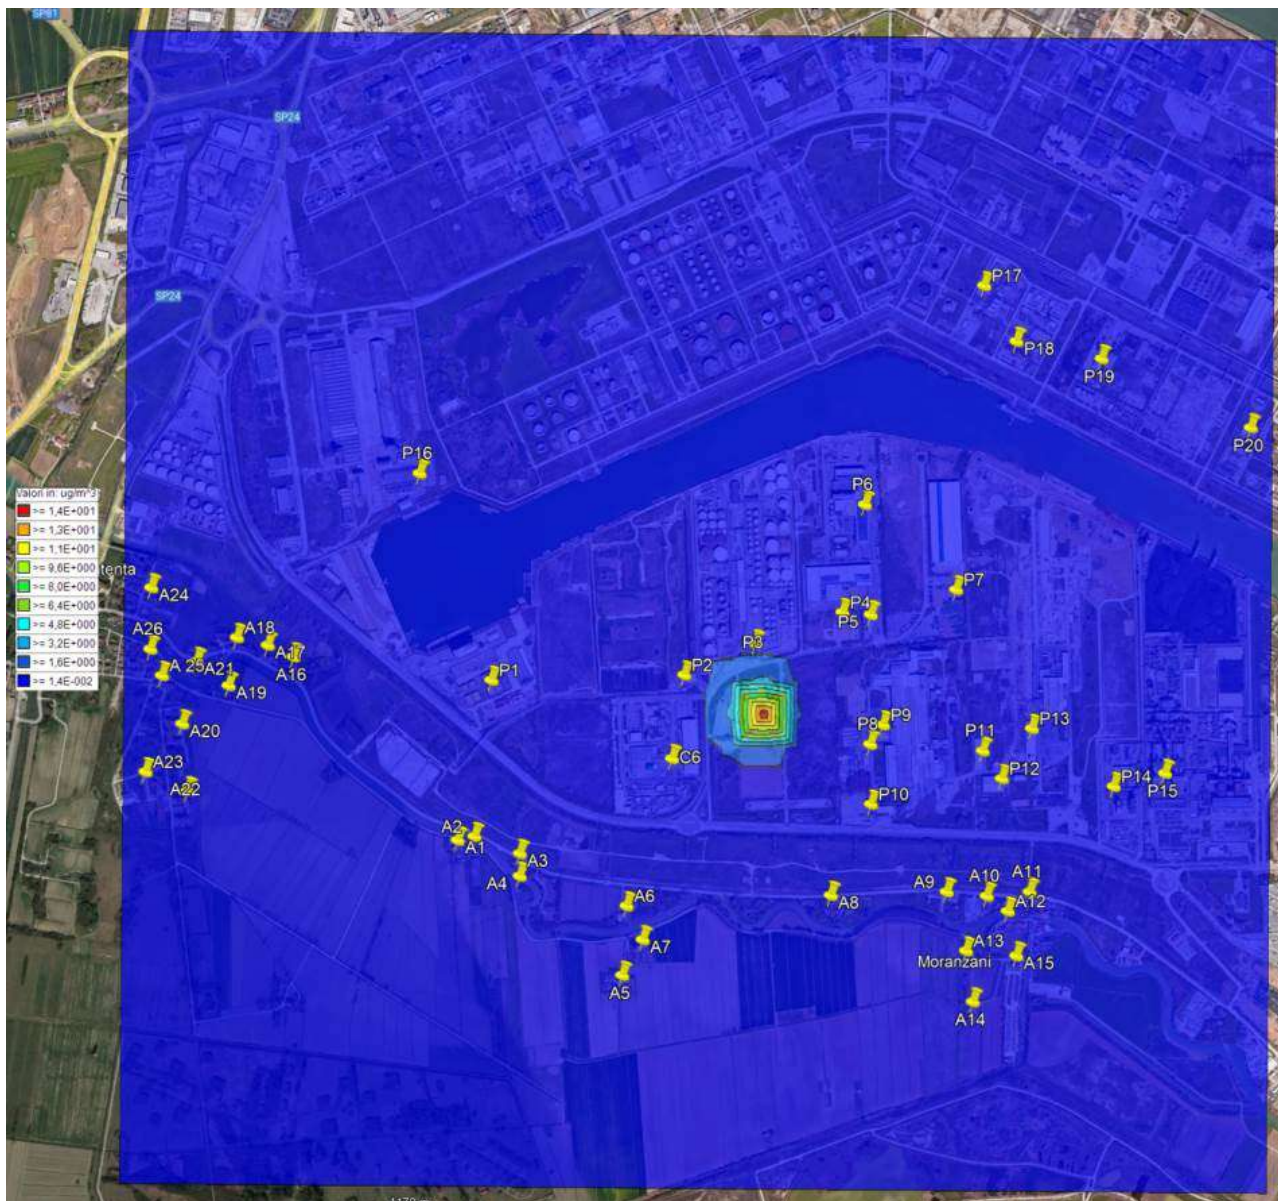 SP81
SP24
P17
SP24
P18
P19
P20
P16
P6
Valori in: ug/m^3
>= 1,4E+001
>= 1,3E+001
>= 1,1E+001
>= 9,6E+000
>= 8,0E+000
>= 6,4E+000
>= 4,8E+000
>= 3,2E+000
>= 1,6E+000
>= 1,4E-002
tenta
A24
P7
P4
P5
A26
A18
A17
P3
A 25
A21
A16
P1
P2
A19
A20
P8
P9
P13
P11
C6
A23
P12
P14
P15
A22
P10
A2
A1
A3
A4
A6
A8
A9
A10
A11
A12
A7
A13
Moranzani
A15
A5
A14